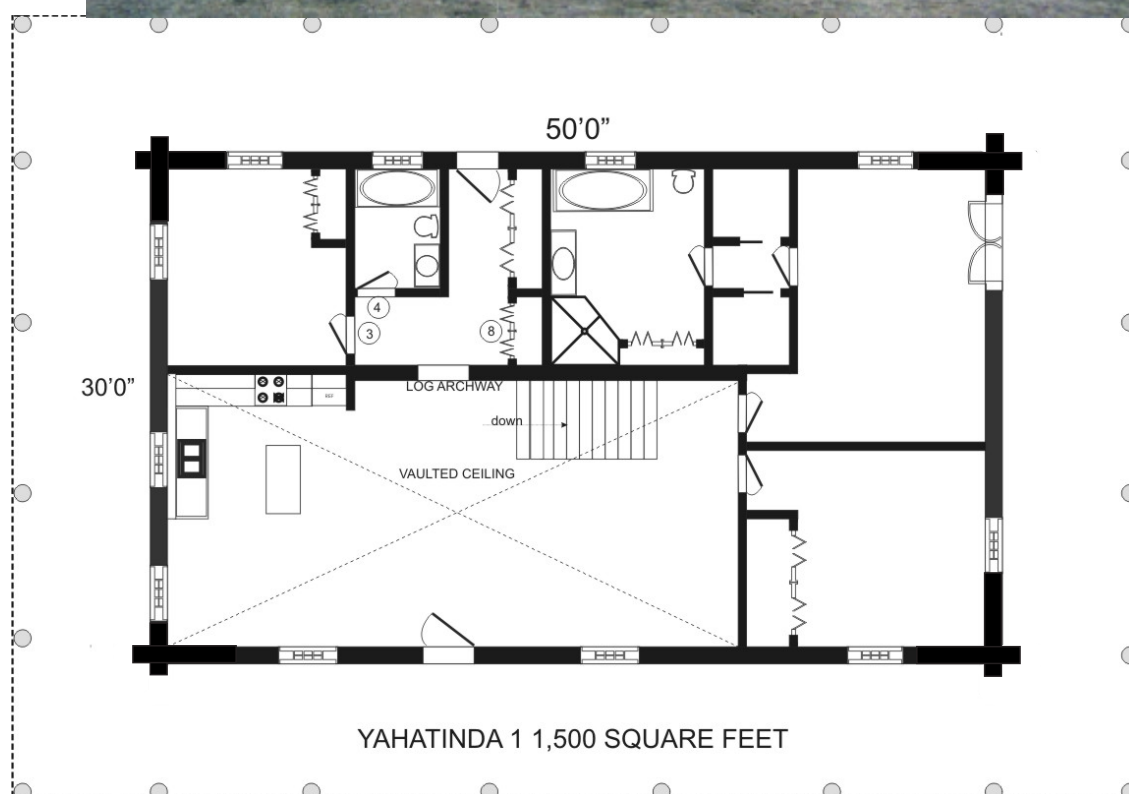 50'0”
4
3
8
30'0”
LOG ARCHWAY
down
VAULTED CEILING
YAHATINDA 1 1,500 SQUARE FEET